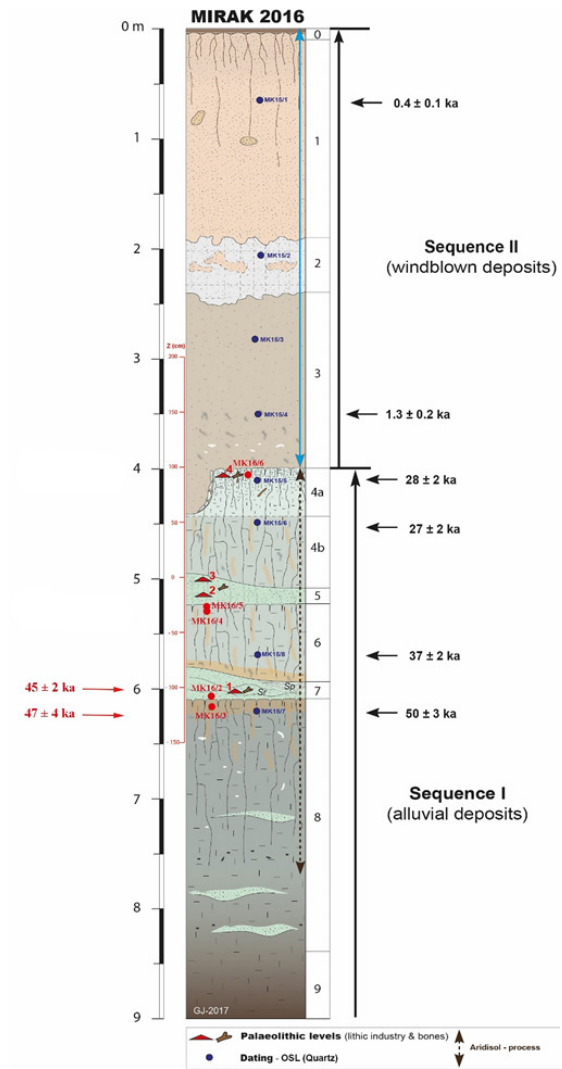 MIRAK 2016
0 m
0
MK15/1
0.4 ± 0.1 ka
1
1
2
MK15/2
2
Sequence II
(windblown deposits)
MK15/3
3
Z (cm)
200
3
150
MK15/4
1.3 ± 0.2 ka
MK16/6
4
100
4
MK15/5
28 ± 2 ka
4a
50
MK15/6
27 ± 2 ka
4b
5
0
3
2
5
MK16/5
MK16/4
- 50
6
MK15/8
37 ± 2 ka
45 ± 2 ka
6
-100
MK16/2
1
Sr
Sp
7
47 ± 4 ka
MK16/3
MK15/7
50 ± 3 ka
-150
7
Sequence I
(alluvial deposits)
8
8
9
9
GJ-2017
Palaeolithic levels (lithic industry & bones)
Dating - OSL (Quartz)
Aridisol - process